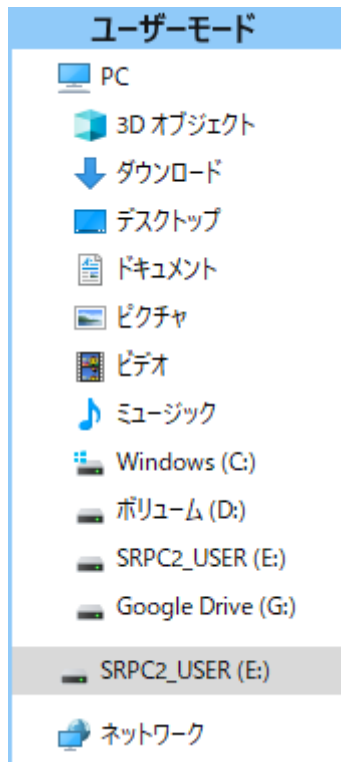 ユーザーモード
PC
3D オブジェクト
ダウンロード
デスクトップ
ドキュメント
ピクチャ
ビデオ
ミュージック
Windows (C:)
ボリューム (D:)
SRPC2_USER (E:)
Google Drive (G:)
SRPC2_USER (E:)
ネットワーク